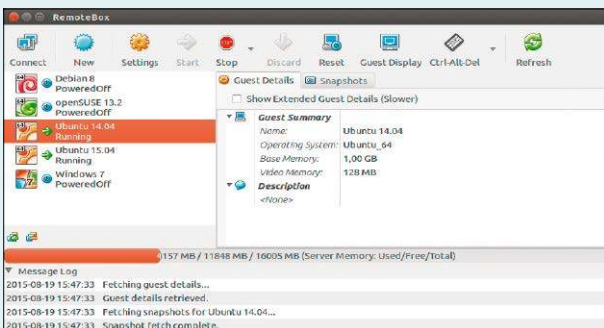 RemoteBox
Connect New Settings Start Stop Discard Reset Guest Display Ctrl-Alt-Del Refresh
Debian 8
PoweredOff
openSUSE 13.2
PoweredOff
Ubuntu 14.04
Running
Ubuntu 15.04
Running
Windows 7
PoweredOff
Guest Details Snapshots
Show Extended Guest Details (Slower)
Guest Summary
Name: Ubuntu 14.04
Operating System: Ubuntu_64
Base Memory: 1,00 GB
Video Memory: 128 MB
Description
<None>
4157 MB / 11848 MB / 16005 MB (Server Memory: Used/Free/Total)
Message Log
2015-08-19 15:47:33 Fetching guest details...
2015-08-19 15:47:33 Guest details retrieved.
2015-08-19 15:47:33 Fetching snapshots for Ubuntu 14.04...
2015-08-19 15:47:33 Snapshot fetch complete.